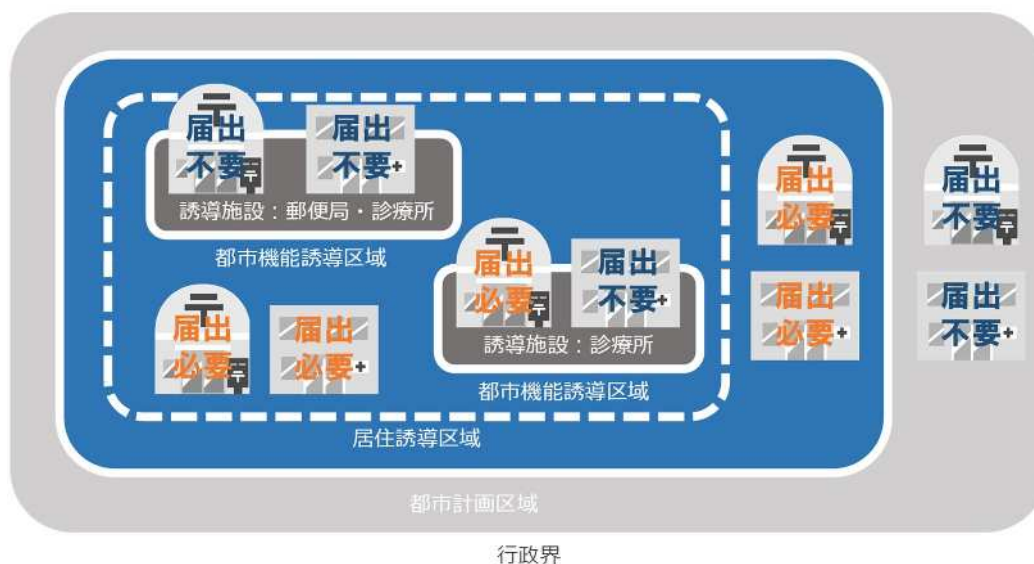 届出
不要
届出
不要
誘導施設：郵便局・診療所
都市機能誘導区域
届出
必要
届出
不要
誘導施設：診療所
都市機能誘導区域
届出
必要
届出
必要
居住誘導区域
届出
必要
届出
不要
届出
必要
届出
不要
都市計画区域
行政界